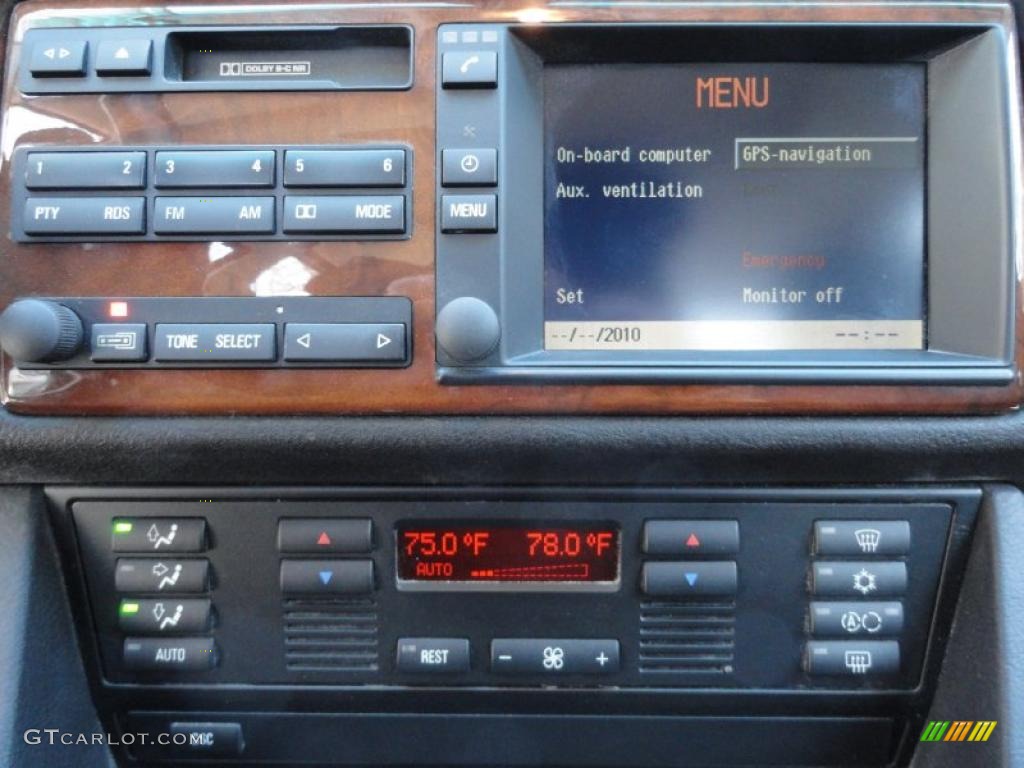 DOLBY B-C NR
MENU
On-board computer GPS-navigation
Aux. ventilation
Emergency
Set Monitor off
--/--/2010 --:--
1 2 3 4 5 6
PTY RDS FM AM MODE
MENU
TONE SELECT
75.0°F 78.0°F
AUTO
AUTO
REST
- +
A
MIC
GTCARLOT.COM